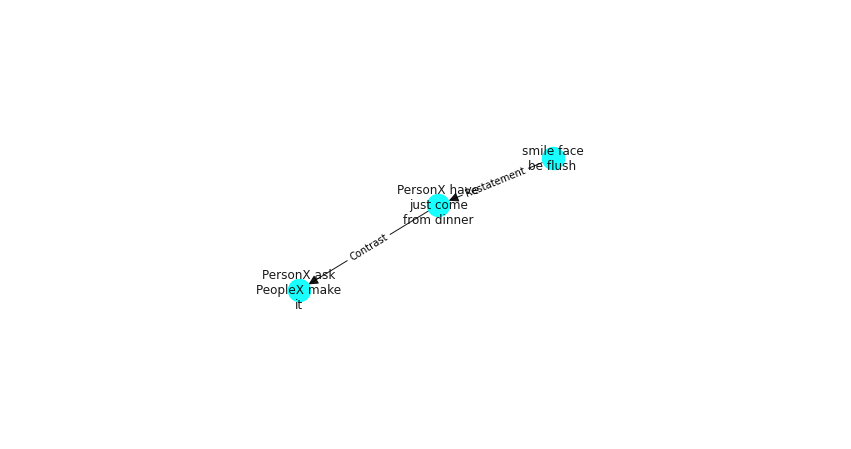 smile face
be flush
Restatement
PersonX have
just come
from dinner
Contrast
PersonX ask
PeopleX make
it